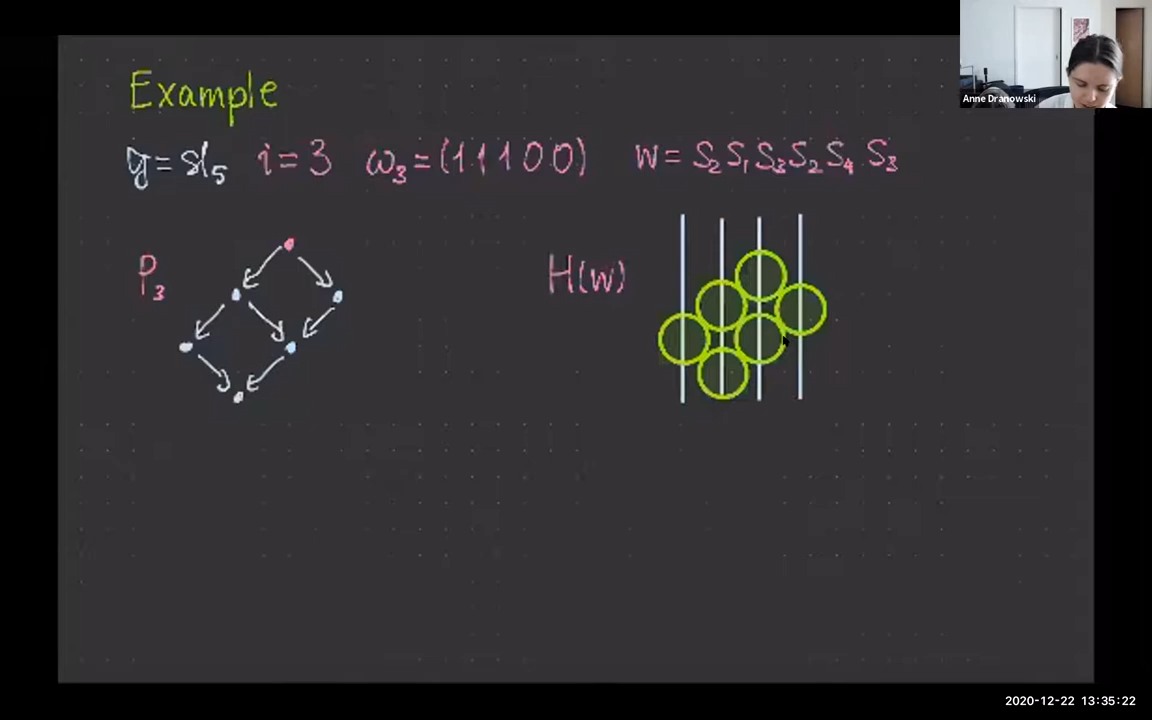 Anne Dranowski
Example
𝔤 = sl₅ i = 3 ω₃ = (1 1 1 0 0) w = S₂ S₁ S₃ S₂ S₄ S₃
P₃
H(w)
2020-12-22 13:35:22